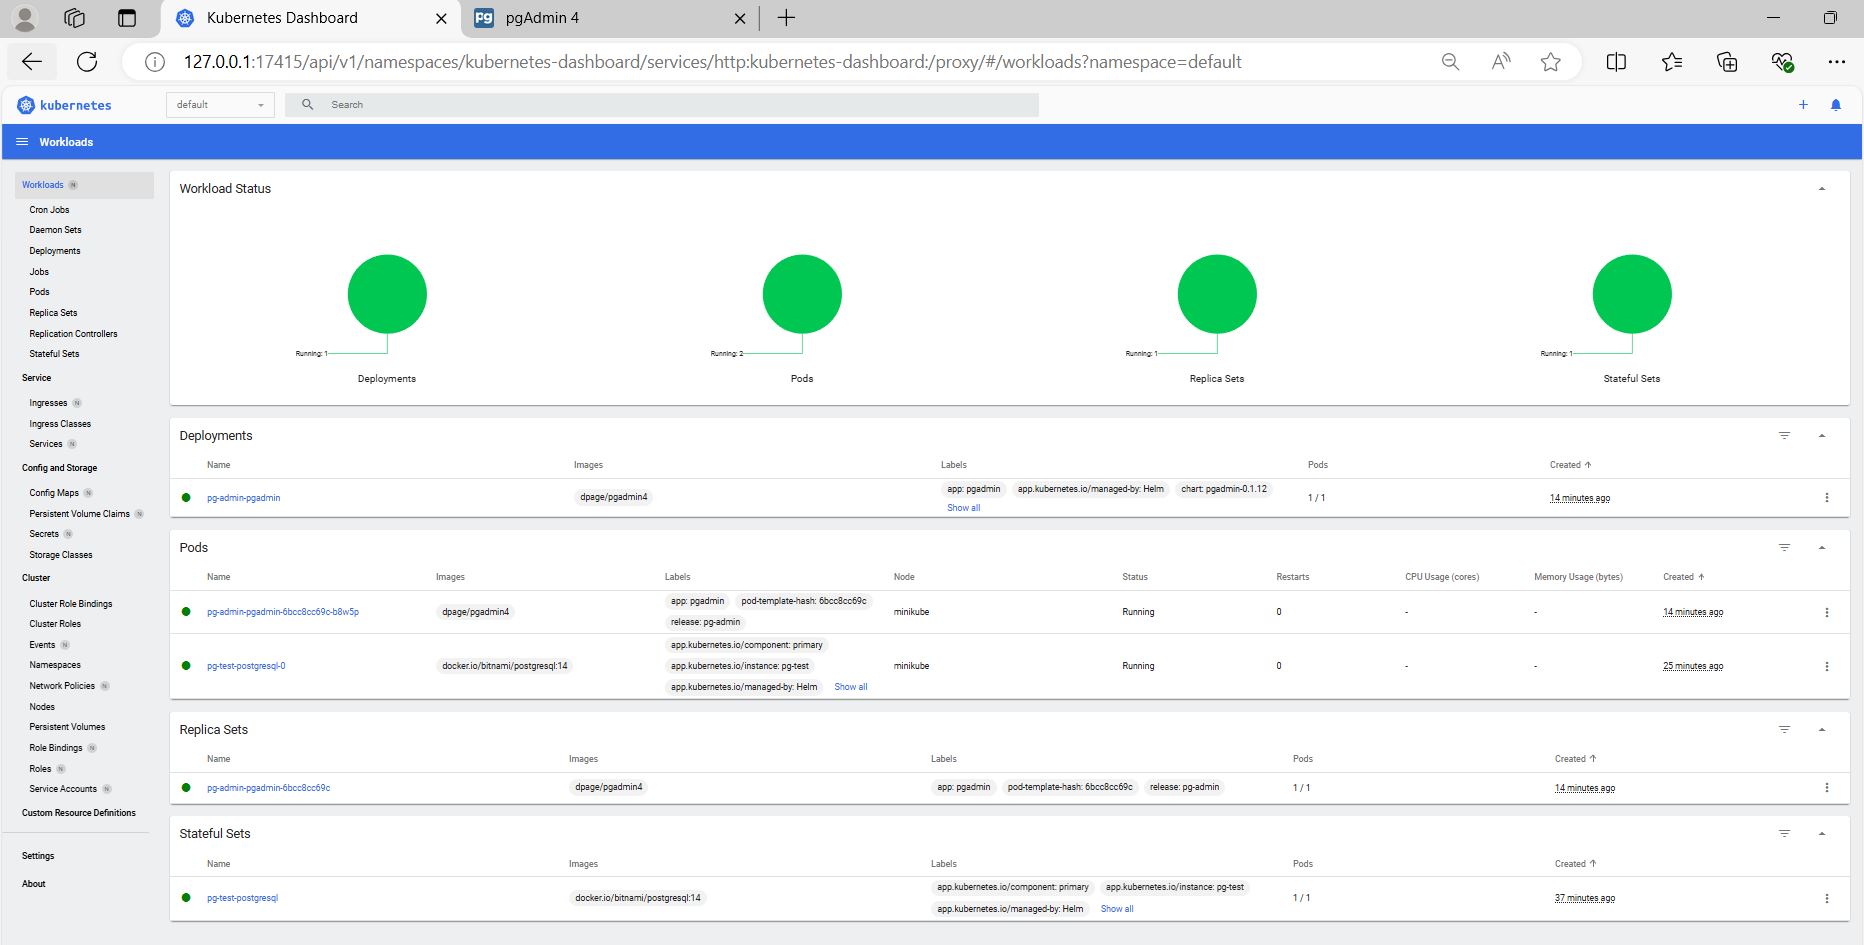 Kubernetes Dashboard
pgAdmin 4
127.0.0.1:17415/api/v1/namespaces/kubernetes-dashboard/services/http:kubernetes-dashboard:/proxy/#/workloads?namespace=default
kubernetes
default
Search
Workloads
Workloads N
Cron Jobs
Daemon Sets
Deployments
Jobs
Pods
Replica Sets
Replication Controllers
Stateful Sets
Service
Ingresses N
Ingress Classes
Services N
Config and Storage
Config Maps N
Persistent Volume Claims N
Secrets N
Storage Classes
Cluster
Cluster Role Bindings
Cluster Roles
Events N
Namespaces
Network Policies N
Nodes
Persistent Volumes
Role Bindings N
Roles N
Service Accounts N
Custom Resource Definitions
Settings
About
Workload Status
Running: 1 Running: 2 Running: 1 Running: 1
Deployments Pods Replica Sets Stateful Sets
Deployments
Name Images Labels Pods Created
pg-admin-pgadmin dpage/pgadmin4 app: pgadmin app.kubernetes.io/managed-by: Helm chart: pgadmin-0.1.12 1 / 1 14 minutes ago
Show all
Pods
Name Images Labels Node Status Restarts CPU Usage (cores) Memory Usage (bytes) Created
app: pgadmin pod-template-hash: 6bcc8cc69c
pg-admin-pgadmin-6bcc8cc69c-b8w5p dpage/pgadmin4 minikube Running 0 - - 14 minutes ago
release: pg-admin
app.kubernetes.io/component: primary
pg-test-postgresql-0 docker.io/bitnami/postgresql:14 app.kubernetes.io/instance: pg-test minikube Running 0 - - 25 minutes ago
app.kubernetes.io/managed-by: Helm Show all
Replica Sets
Name Images Labels Pods Created
pg-admin-pgadmin-6bcc8cc69c dpage/pgadmin4 app: pgadmin pod-template-hash: 6bcc8cc69c release: pg-admin 1 / 1 14 minutes ago
Stateful Sets
Name Images Labels Pods Created
app.kubernetes.io/component: primary app.kubernetes.io/instance: pg-test
pg-test-postgresql docker.io/bitnami/postgresql:14 1 / 1 37 minutes ago
app.kubernetes.io/managed-by: Helm Show all